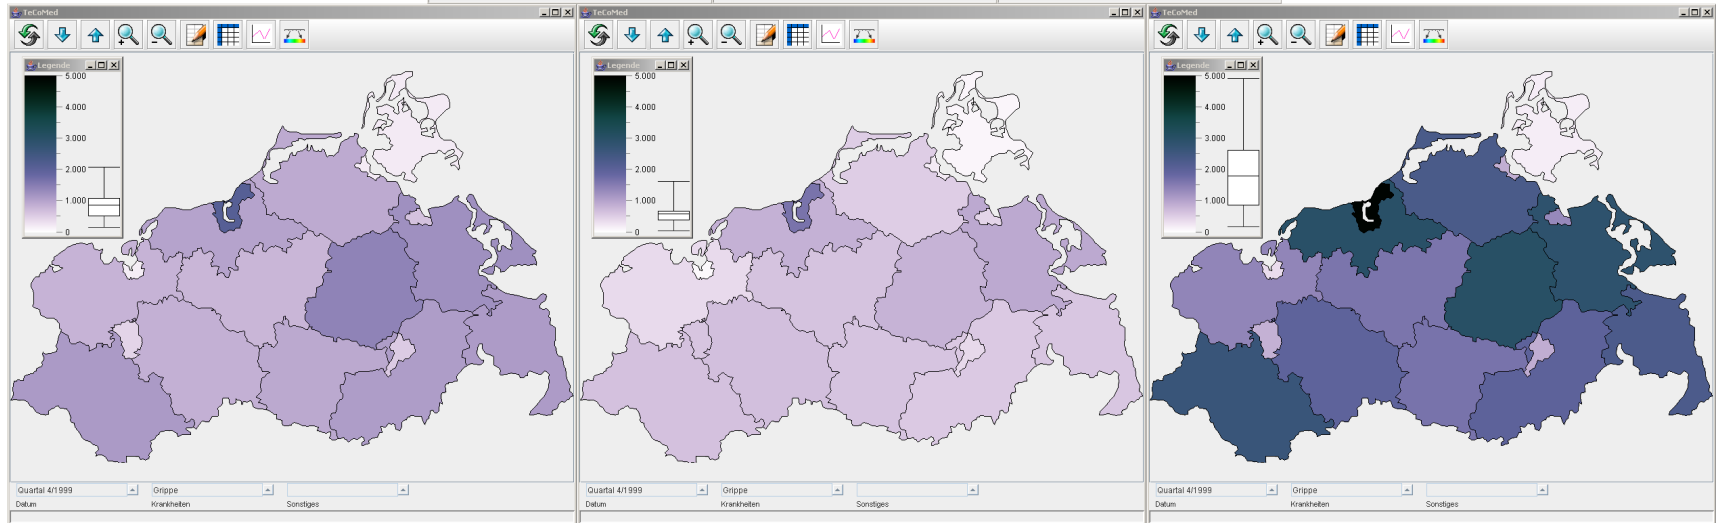 TeCoMed
Legende
5.000
4.000
3.000
2.000
1.000
0
Quartal 4/1999 Grippe
Datum Krankheiten Sonstiges
TeCoMed
Legende
5.000
4.000
3.000
2.000
1.000
0
Quartal 4/1999 Grippe
Datum Krankheiten Sonstiges
TeCoMed
Legende
5.000
4.000
3.000
2.000
1.000
0
Quartal 4/1999 Grippe
Datum Krankheiten Sonstiges